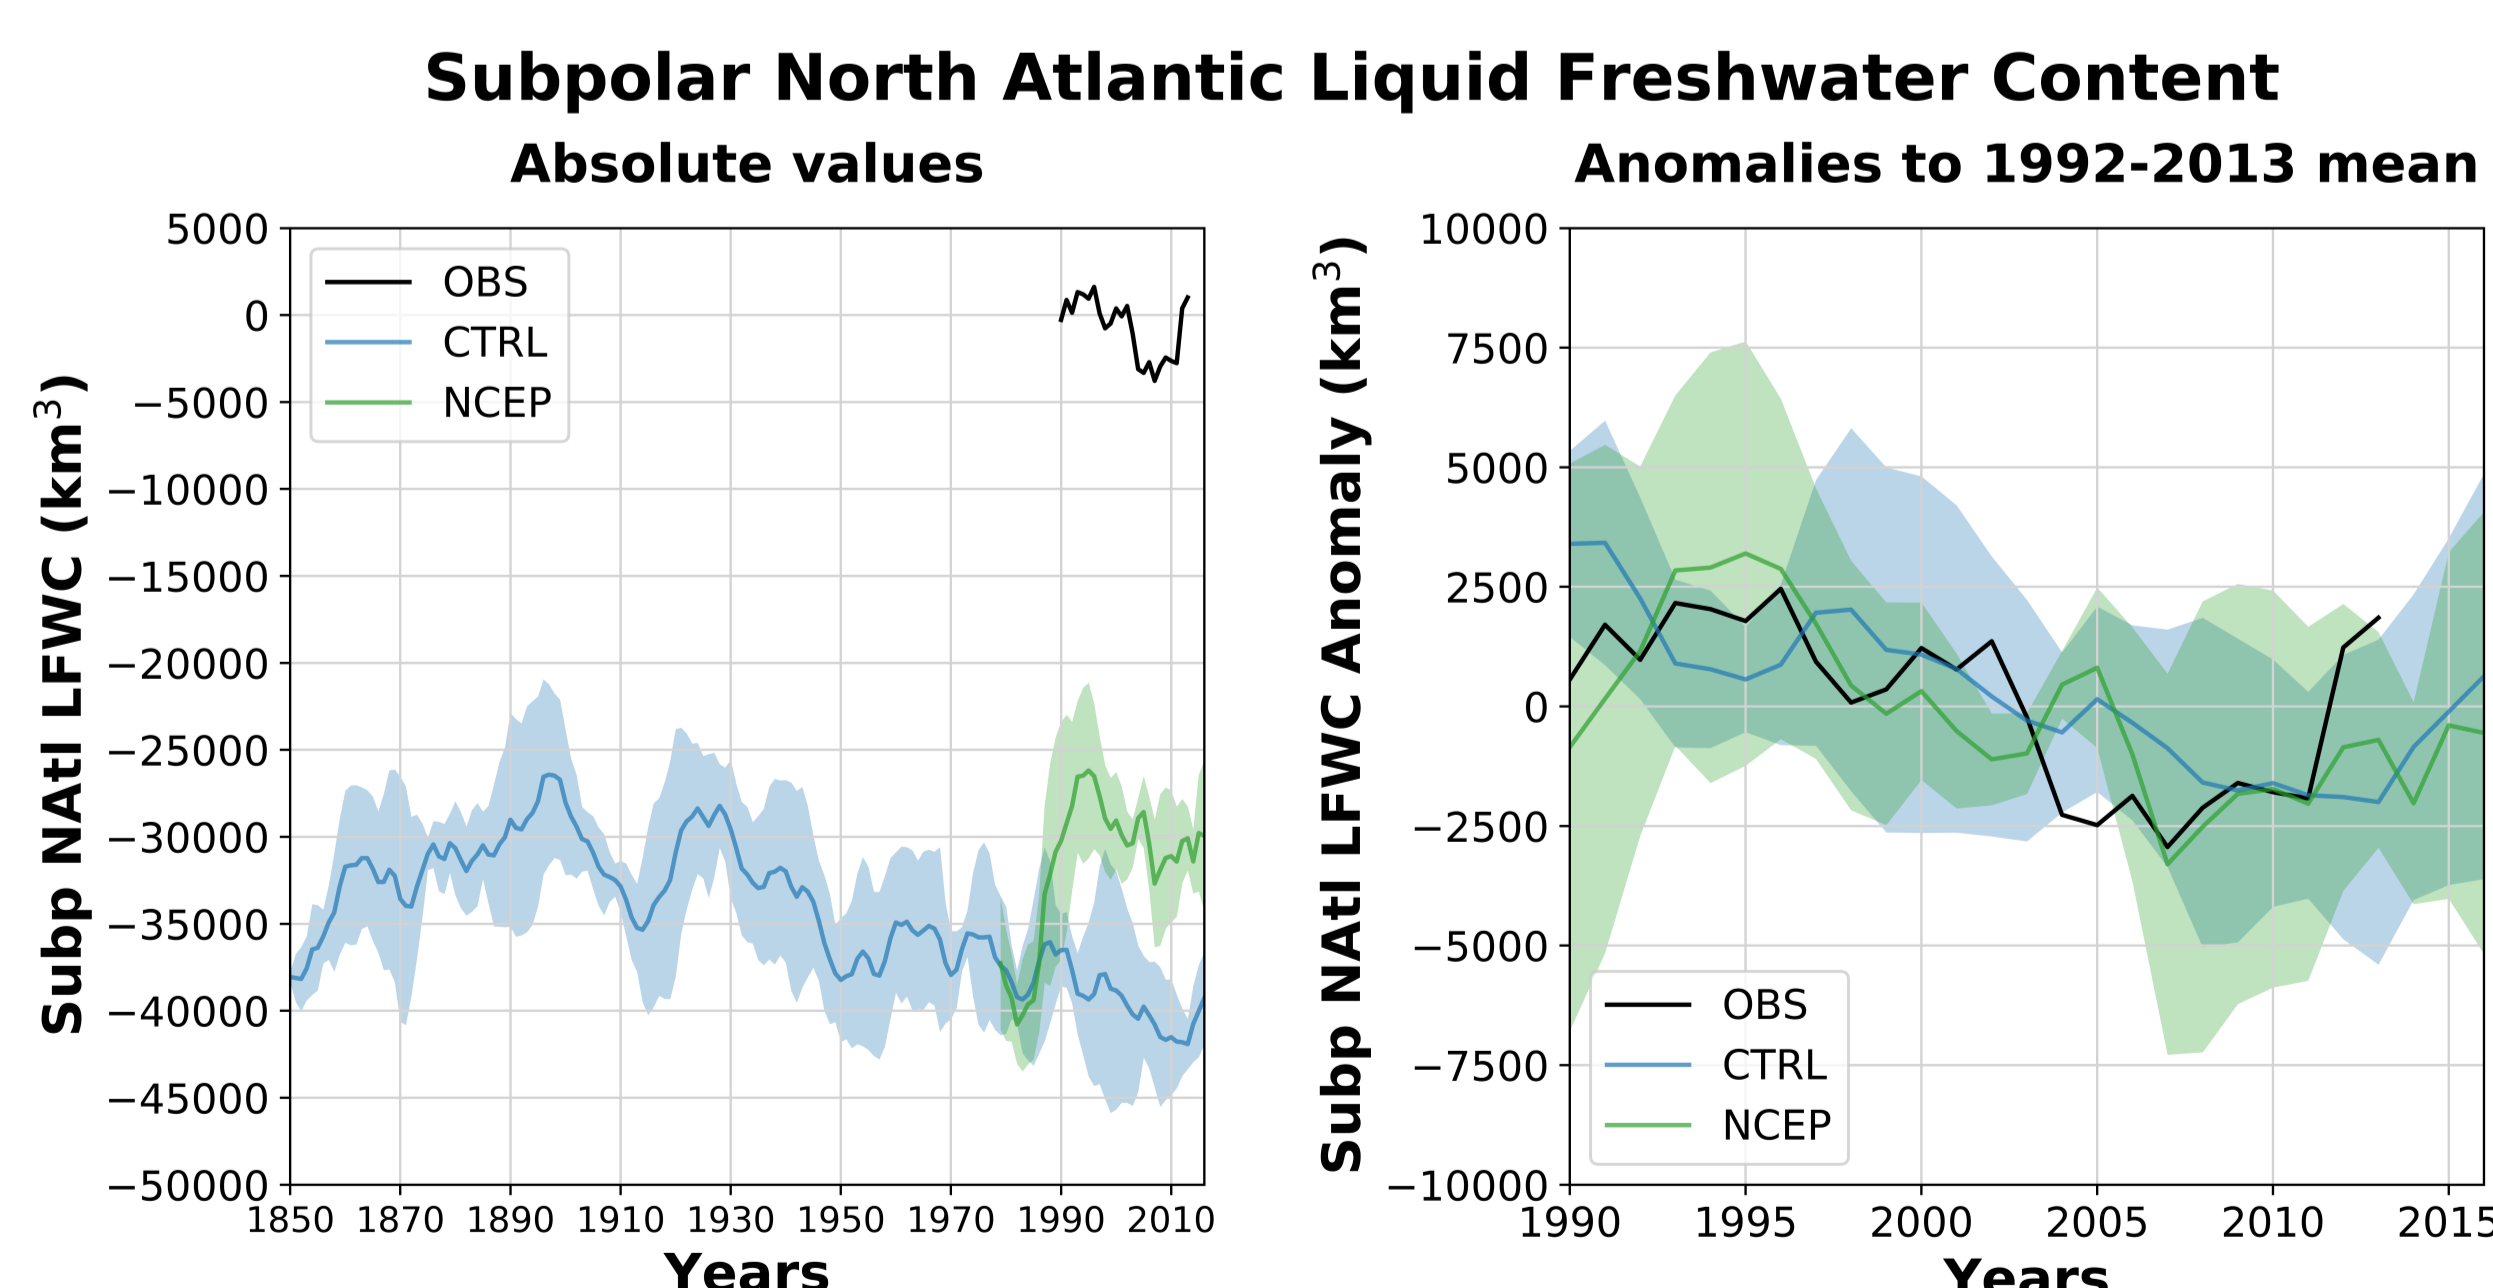 Subpolar North Atlantic Liquid Freshwater Content
Absolute values
Subp NAtl LFWC (km³)
5000
0
−5000
−10000
−15000
−20000
−25000
−30000
−35000
−40000
−45000
−50000
OBS
CTRL
NCEP
1850 1870 1890 1910 1930 1950 1970 1990 2010
Years
Anomalies to 1992-2013 mean
Subp NAtl LFWC Anomaly (km³)
10000
7500
5000
2500
0
−2500
−5000
−7500
−10000
OBS
CTRL
NCEP
1990 1995 2000 2005 2010 2015
Years